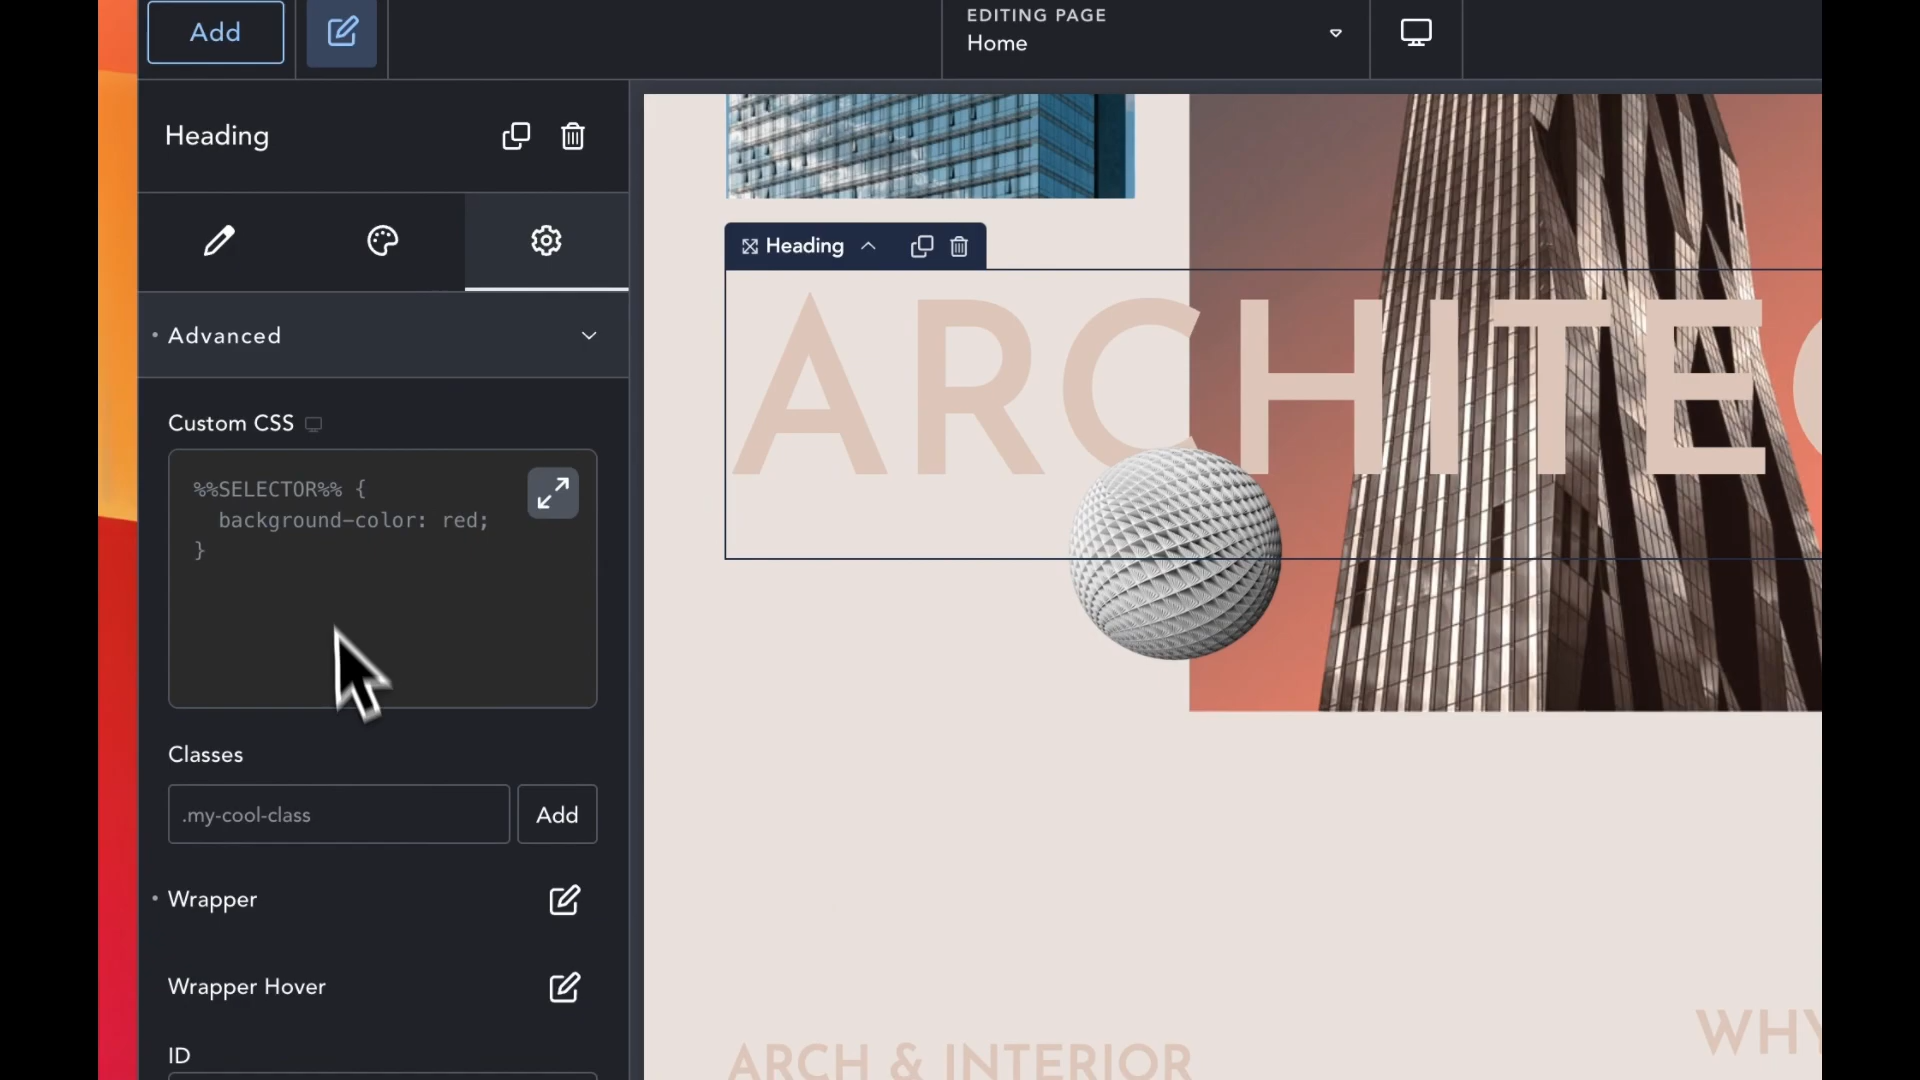 Add
EDITING PAGE
Home
Heading
Heading
Advanced
ARCHITEC
Custom CSS
%%SELECTOR%% {
background-color: red;
}
Classes
.my-cool-class
Add
Wrapper
Wrapper Hover
ID
WHY
ARCH & INTERIOR